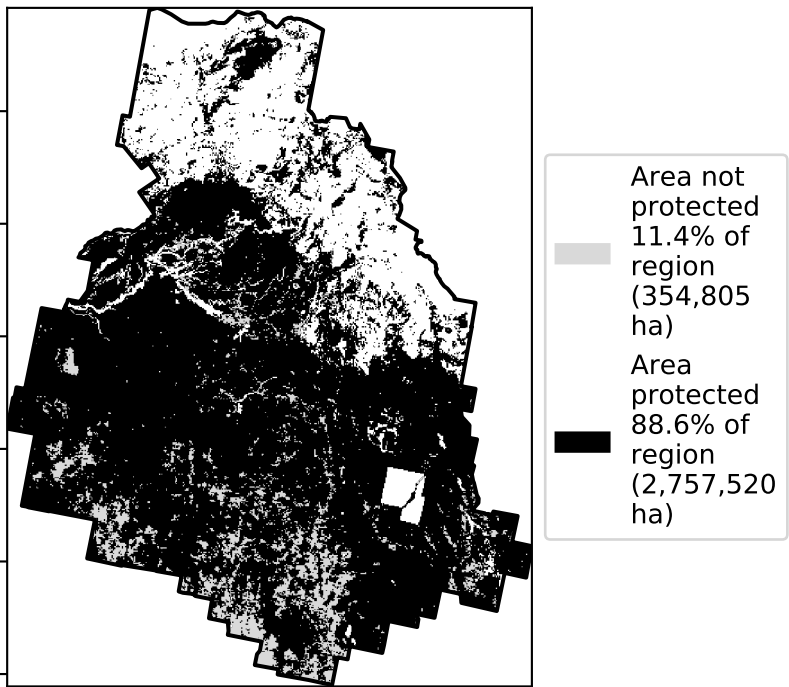 Area not
protected
11.4% of
region
(354,805
ha)
Area
protected
88.6% of
region
(2,757,520
ha)